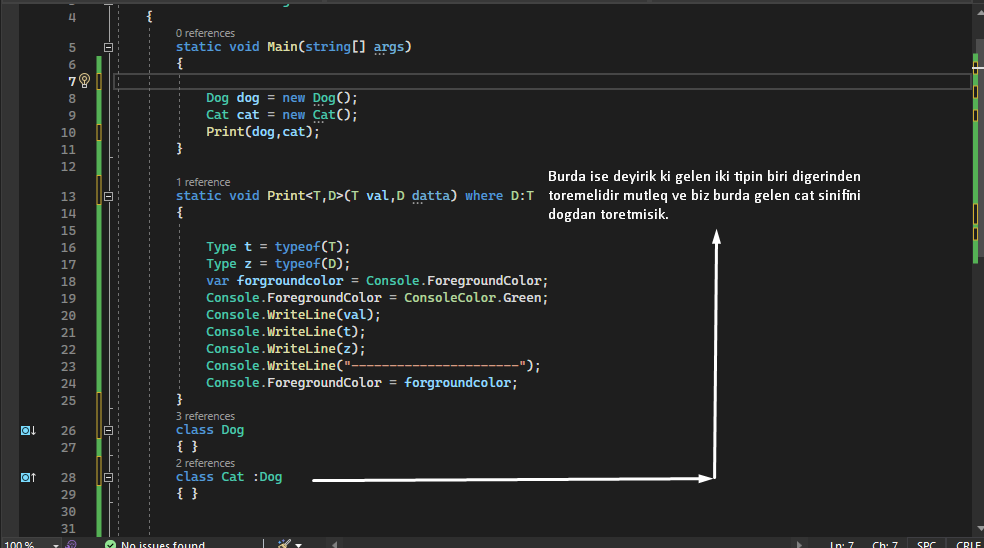 4 {
0 references
5 static void Main(string[] args)
6 {
7
8 Dog dog = new Dog();
9 Cat cat = new Cat();
10 Print(dog,cat);
11 }
12
1 reference
13 static void Print<T,D>(T val,D datta) where D:T
Burda ise deyirik ki gelen iki tipin biri digerinden
toremelidir mutleq ve biz burda gelen cat sinifini
dogdan toretmisik.
14 {
15
16 Type t = typeof(T);
17 Type z = typeof(D);
18 var forgroundcolor = Console.ForegroundColor;
19 Console.ForegroundColor = ConsoleColor.Green;
20 Console.WriteLine(val);
21 Console.WriteLine(t);
22 Console.WriteLine(z);
23 Console.WriteLine("----------------------");
24 Console.ForegroundColor = forgroundcolor;
25 }
3 references
26 class Dog
27 { }
2 references
28 class Cat :Dog
29 { }
30
31
100 % No issues found Ln: 7 Ch: 7 SPC CRLF